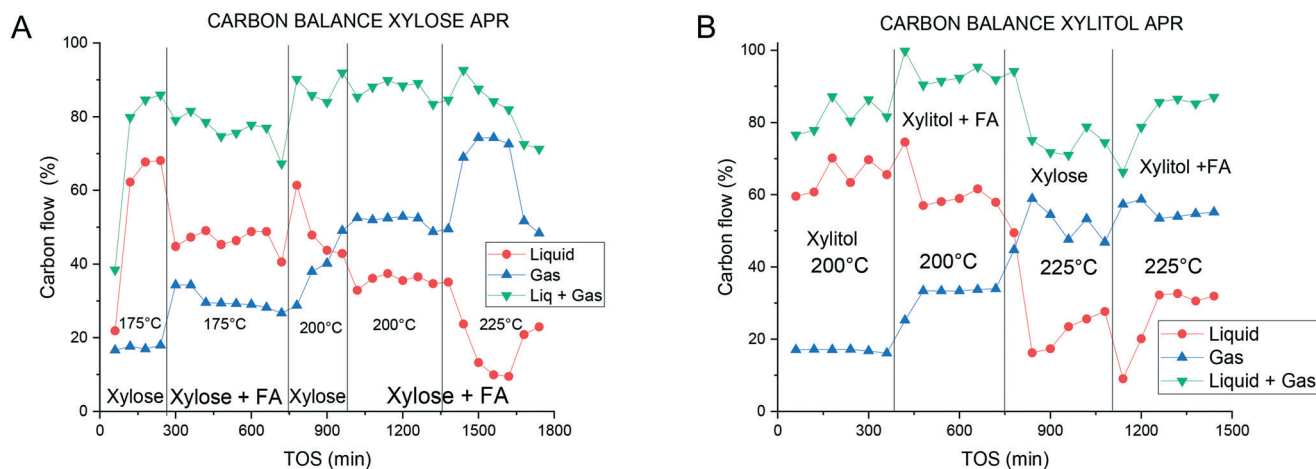 A
CARBON BALANCE XYLOSE APR
Carbon flow (%)
100
80
60
40
20
0
175°C
175°C
200°C
200°C
225°C
Liquid
Gas
Liq + Gas
Xylose
Xylose + FA
Xylose
Xylose + FA
0
300
600
900
1200
1500
1800
TOS (min)
B
CARBON BALANCE XYLITOL APR
Carbon flow (%)
100
80
60
40
20
0
Xylitol + FA
Xylose
Xylitol +FA
Xylitol
200°C
200°C
225°C
225°C
Liquid
Gas
Liquid + Gas
0
300
600
900
1200
1500
TOS (min)